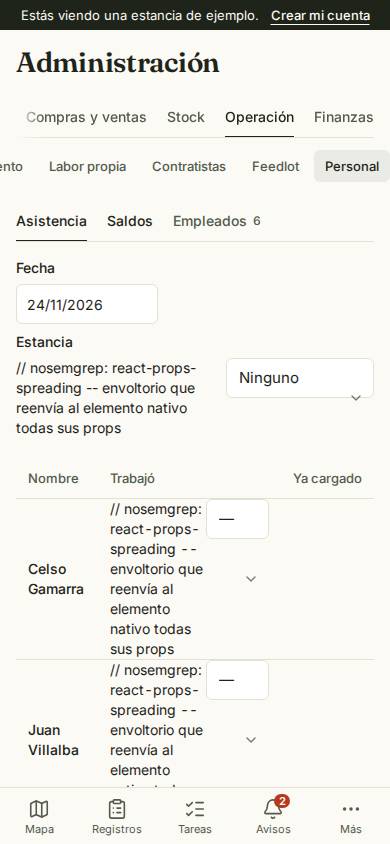 Estás viendo una estancia de ejemplo. Crear mi cuenta
Administración
Compras y ventas Stock Operación Finanzas
ento Labor propia Contratistas Feedlot Personal
Asistencia Saldos Empleados 6
Fecha
24/11/2026
Estancia
// nosemgrep: react-props-
spreading -- envoltorio que
reenvía al elemento nativo
todas sus props
Ninguno
Nombre Trabajó Ya cargado
Celso
Gamarra
// nosemgrep:
react-props-
spreading --
envoltorio que
reenvía al
elemento
nativo todas
sus props
—
Juan
Villalba
// nosemgrep:
react-props-
spreading --
envoltorio que
reenvía al
elemento
—
Mapa Registros Tareas Avisos 2 Más